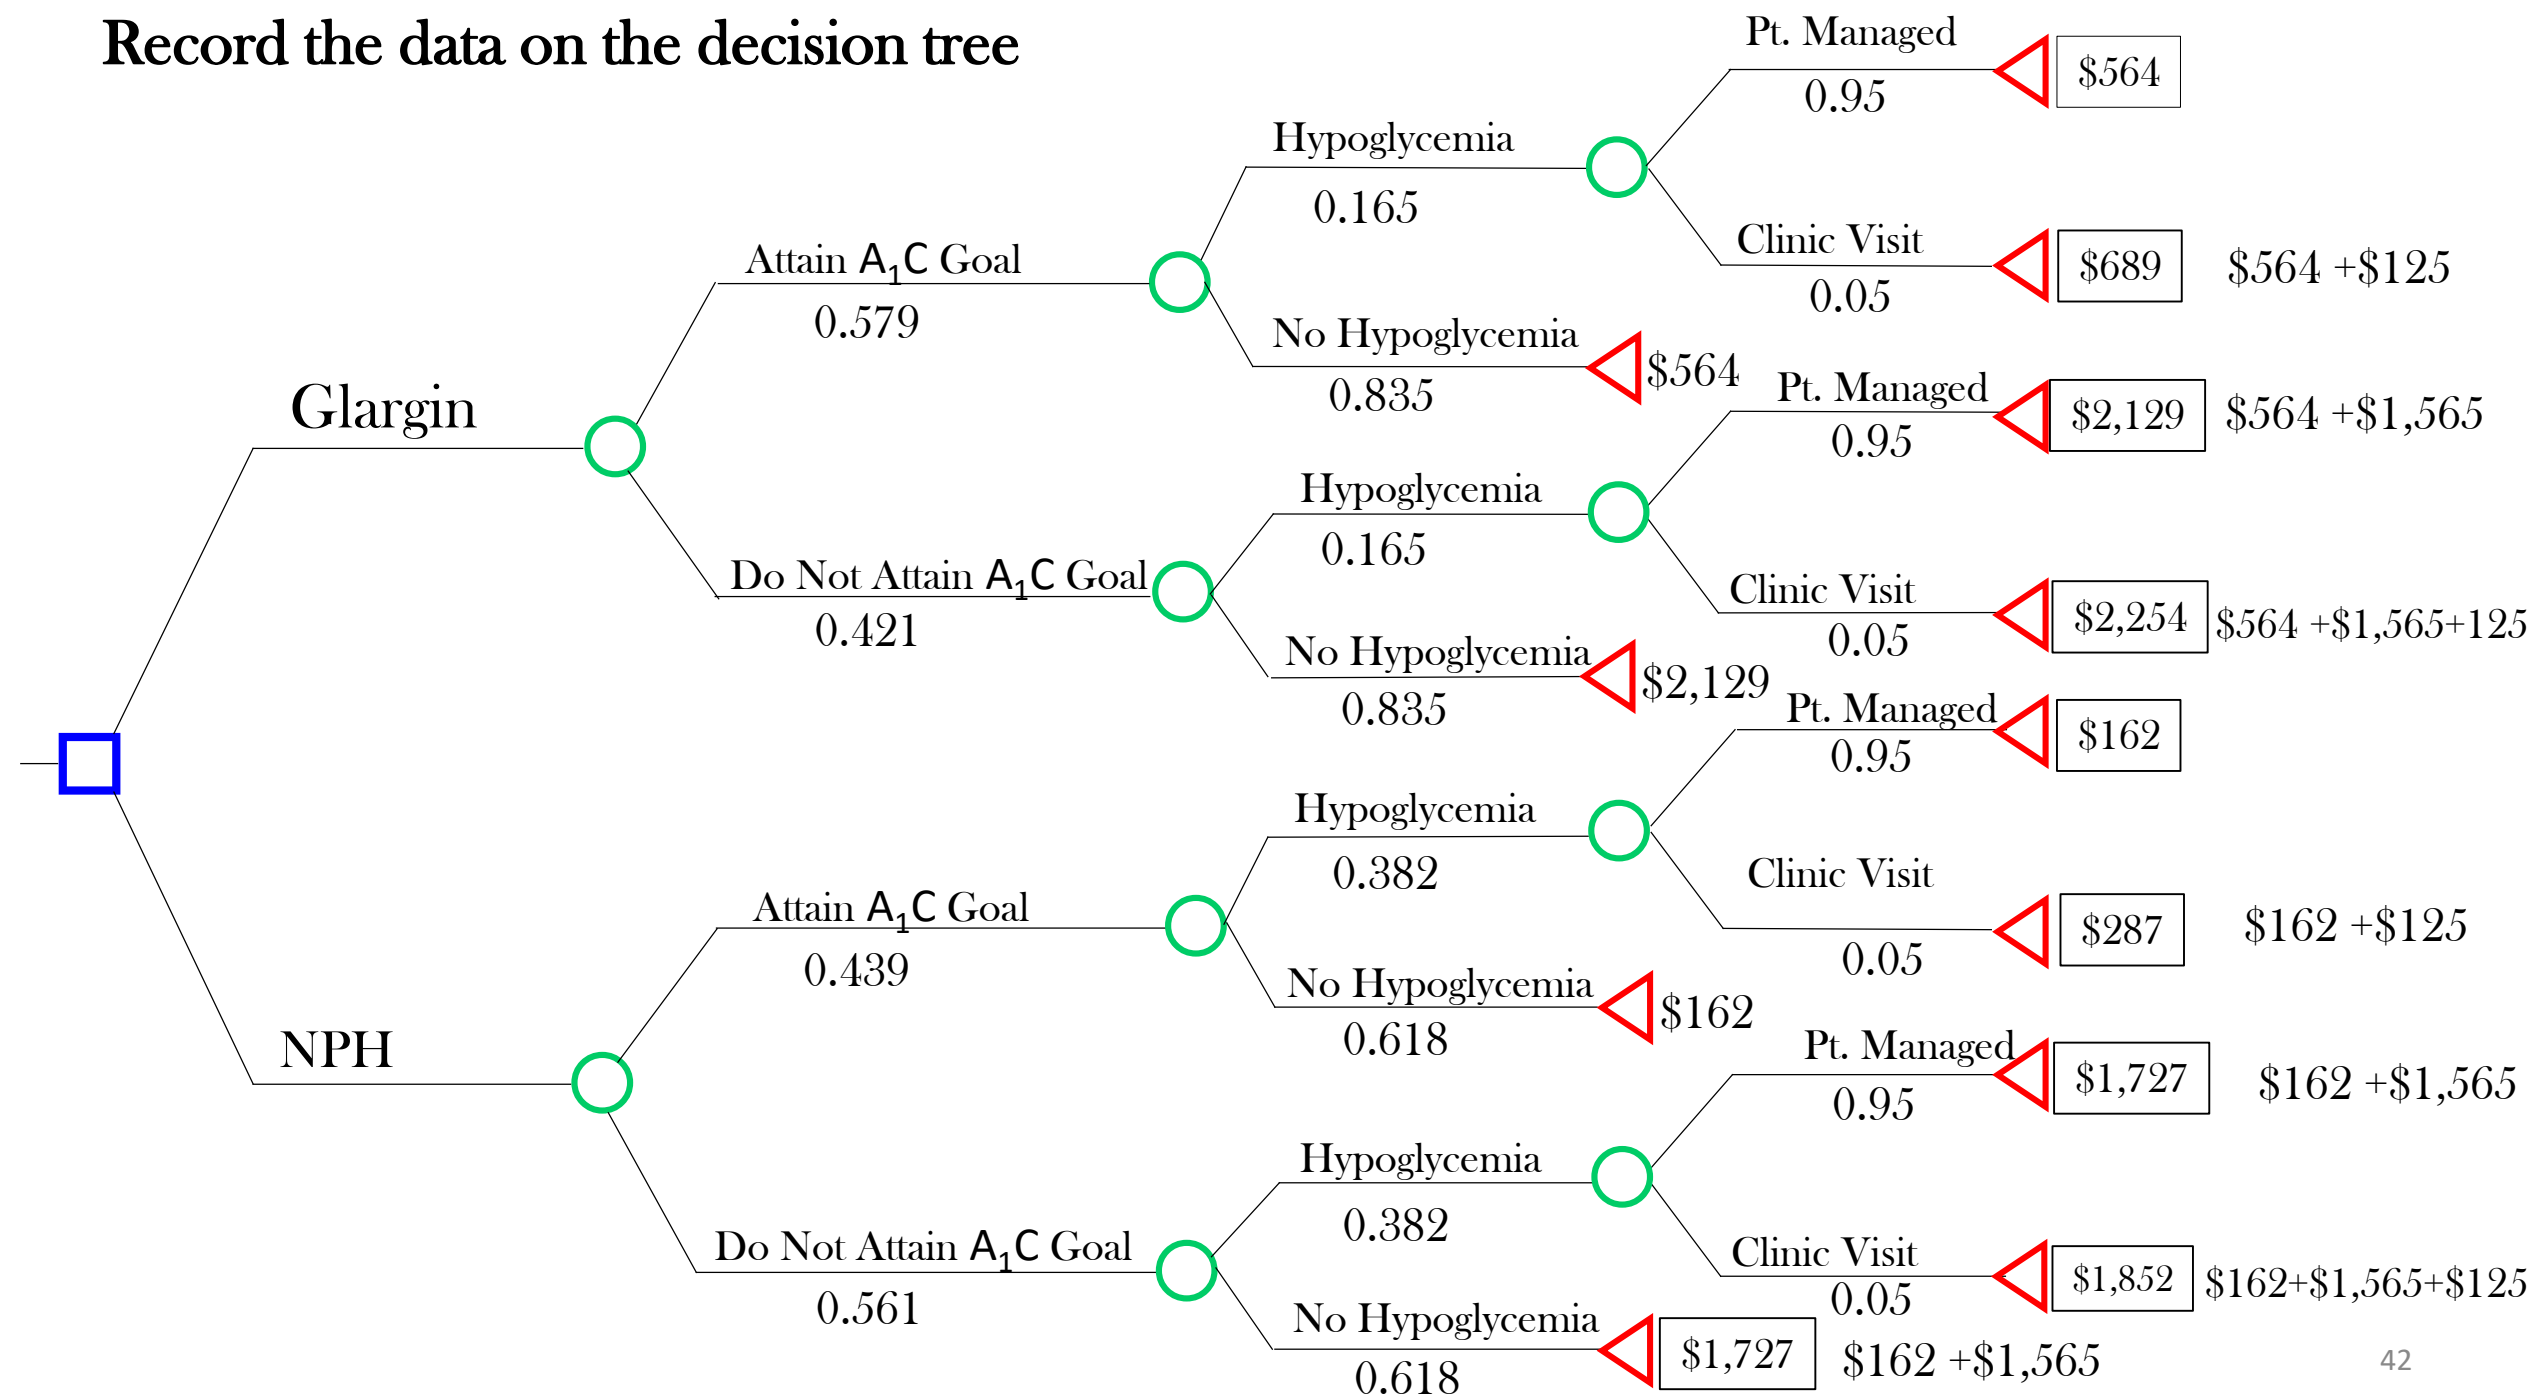 Record the data on the decision tree
Pt. Managed
$564
0.95
Hypoglycemia
0.165
Clinic Visit
$689
$564 +$125
0.05
Attain A₁C Goal
0.579
No Hypoglycemia
$564
0.835
Glargin
Pt. Managed
$2,129
$564 +$1,565
0.95
Hypoglycemia
0.165
Do Not Attain A₁C Goal
0.421
Clinic Visit
$2,254
$564 +$1,565+125
0.05
No Hypoglycemia
$2,129
0.835
Pt. Managed
$162
0.95
Hypoglycemia
0.382
Clinic Visit
$287
$162 +$125
0.05
Attain A₁C Goal
0.439
No Hypoglycemia
$162
0.618
NPH
Pt. Managed
$1,727
$162 +$1,565
0.95
Hypoglycemia
0.382
Do Not Attain A₁C Goal
0.561
Clinic Visit
$1,852
$162+$1,565+$125
0.05
No Hypoglycemia
$1,727
$162 +$1,565
0.618
42